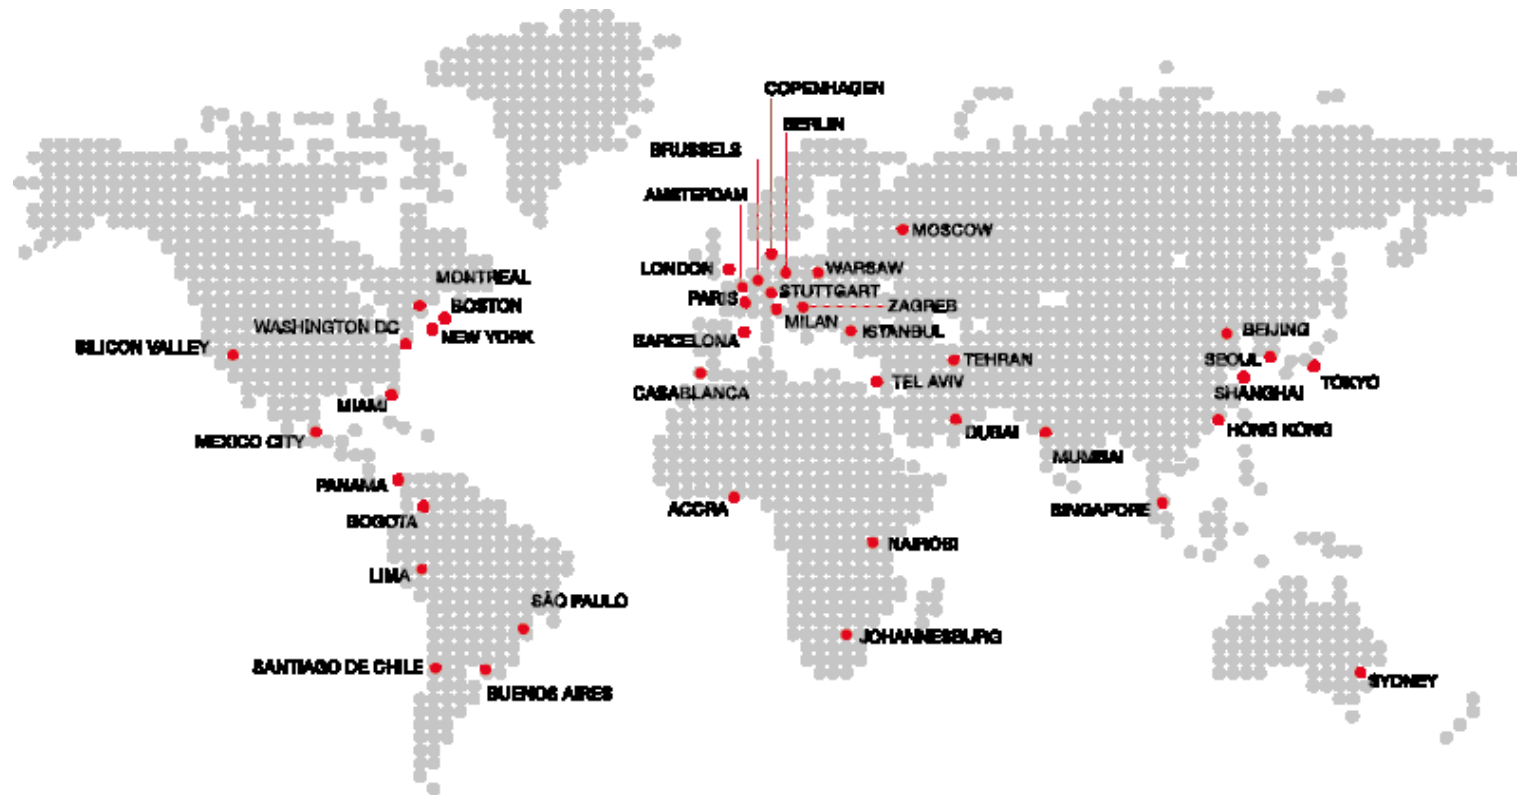 COPENHAGEN
BERLIN
BRUSSELS
AMSTERDAM
MOSCOW
LONDON
WARSAW
MONTREAL
STUTTGART
PARIS
BOSTON
ZAGREB
WASHINGTON DC
MILAN
NEW YORK
ISTANBUL
BEIJING
BARCELONA
SILICON VALLEY
TEHRAN
SEOUL
TEL AVIV
TOKYO
CASABLANCA
SHANGHAI
MIAMI
MEXICO CITY
DUBAI
HONG KONG
MUMBAI
PANAMA
ACCRA
SINGAPORE
BOGOTA
NAIROBI
LIMA
SÃO PAULO
JOHANNESBURG
SANTIAGO DE CHILE
SYDNEY
BUENOS AIRES